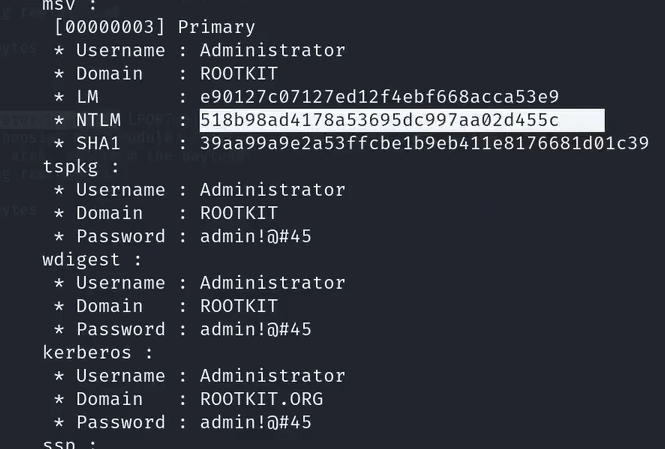 msv :
[00000003] Primary
* Username : Administrator
* Domain : ROOTKIT
* LM : e90127c07127ed12f4ebf668acca53e9
* NTLM : 518b98ad4178a53695dc997aa02d455c
* SHA1 : 39aa99a9e2a53ffcbe1b9eb411e8176681d01c39
tspkg :
* Username : Administrator
* Domain : ROOTKIT
* Password : admin!@#45
wdigest :
* Username : Administrator
* Domain : ROOTKIT
* Password : admin!@#45
kerberos :
* Username : Administrator
* Domain : ROOTKIT.ORG
* Password : admin!@#45
ssp :